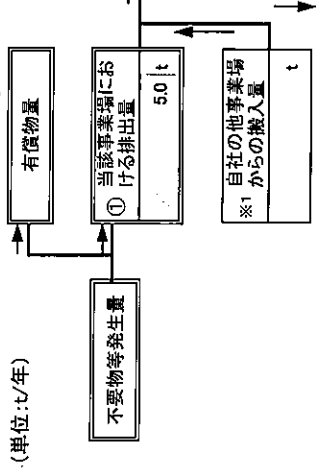 (単位:t/年)
不要物等発生量
有償物量
① 当該事業場にお
ける排出量
5.0 t
※1 自社の他事業場
からの搬入量
t